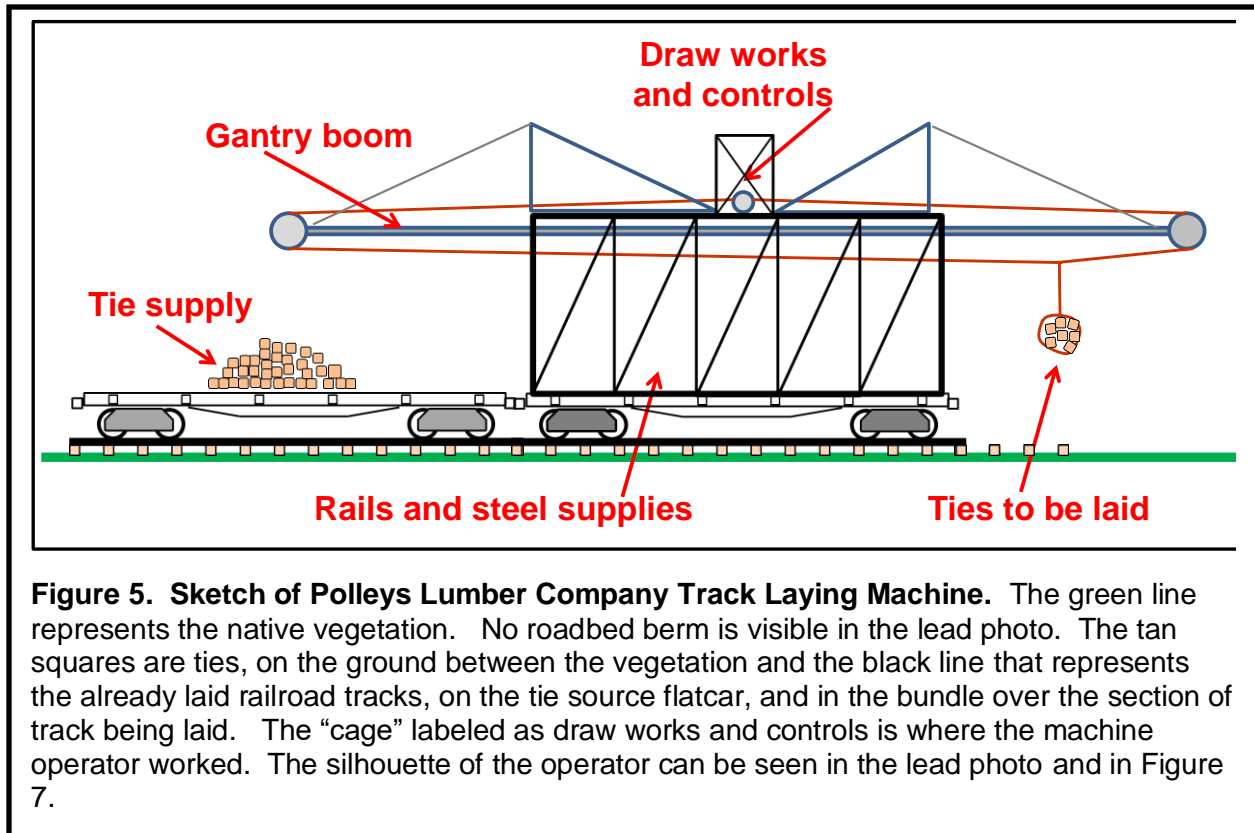 Draw works
and controls
Gantry boom
Tie supply
Rails and steel supplies
Ties to be laid
Figure 5.  Sketch of Polleys Lumber Company Track Laying Machine.  The green line
represents the native vegetation.   No roadbed berm is visible in the lead photo.  The tan
squares are ties, on the ground between the vegetation and the black line that represents
the already laid railroad tracks, on the tie source flatcar, and in the bundle over the section of
track being laid.   The “cage” labeled as draw works and controls is where the machine
operator worked.  The silhouette of the operator can be seen in the lead photo and in Figure
7.